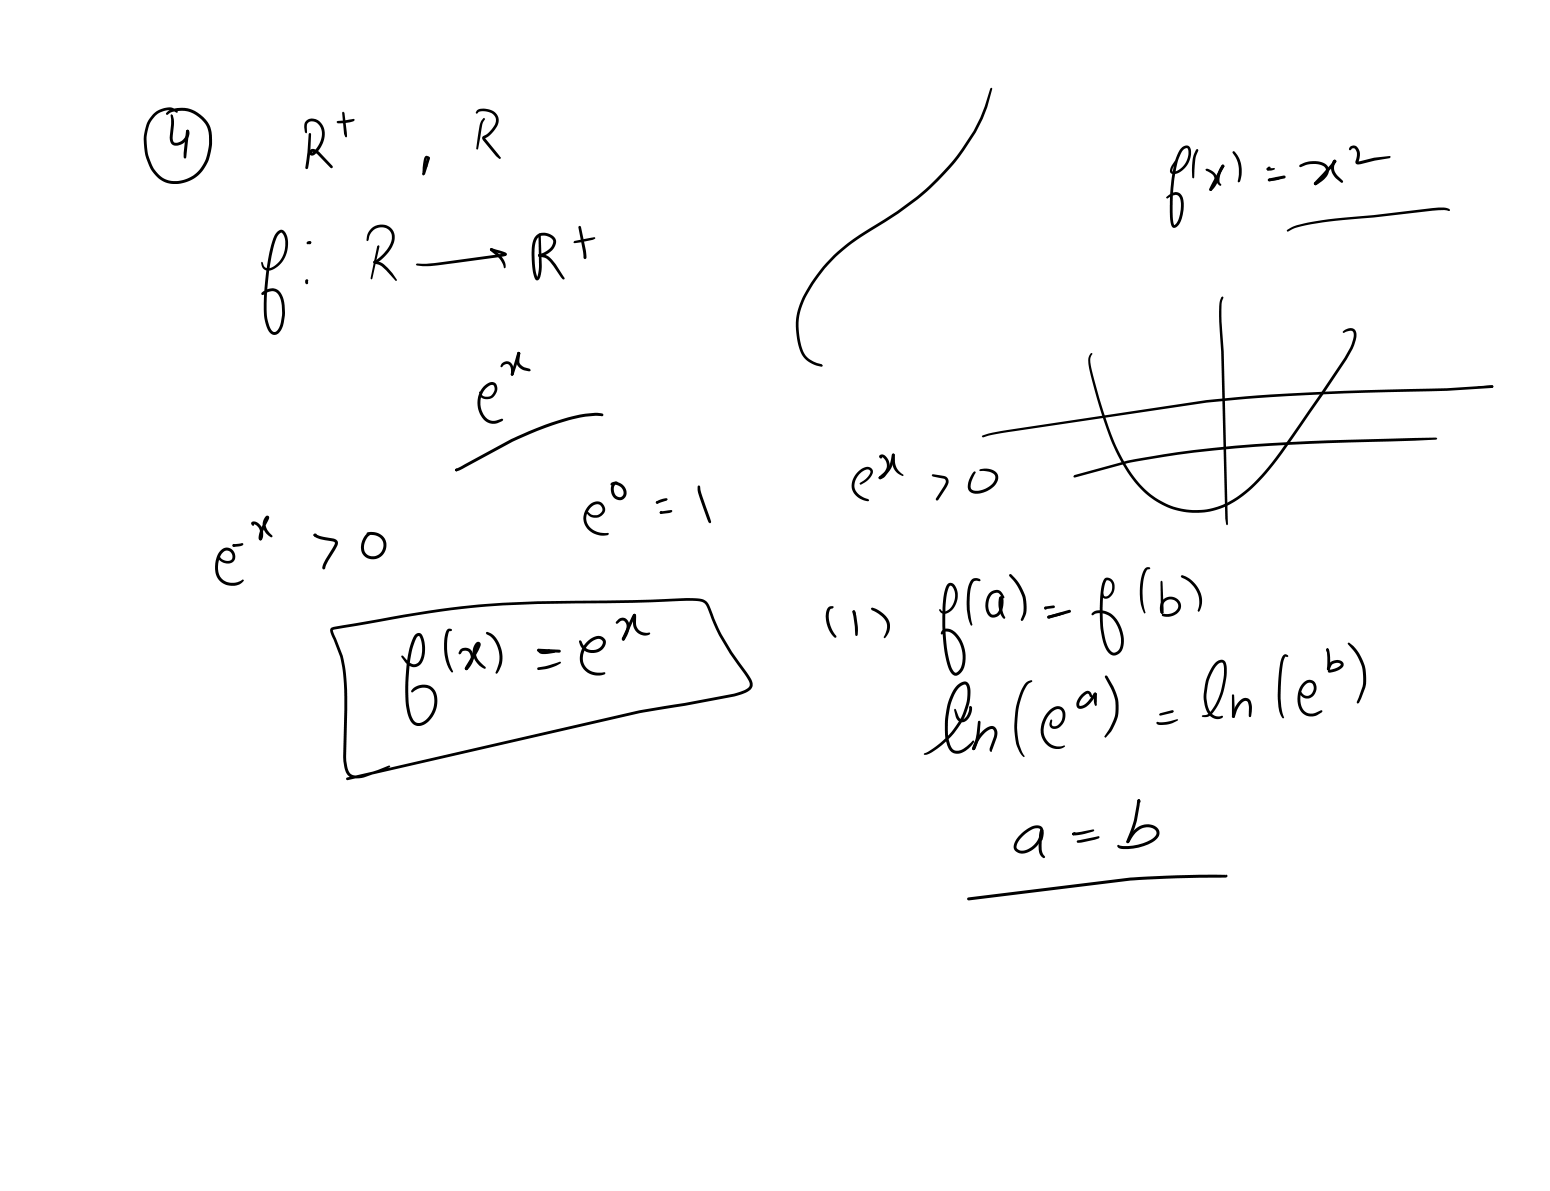 ④ R⁺ , R
f: R → R⁺
eˣ
e⁻ˣ > 0
e⁰ = 1
f(x) = eˣ
f(x) = x²
eˣ > 0
(1) f(a) = f(b)
ln(eᵃ) = ln(eᵇ)
a = b